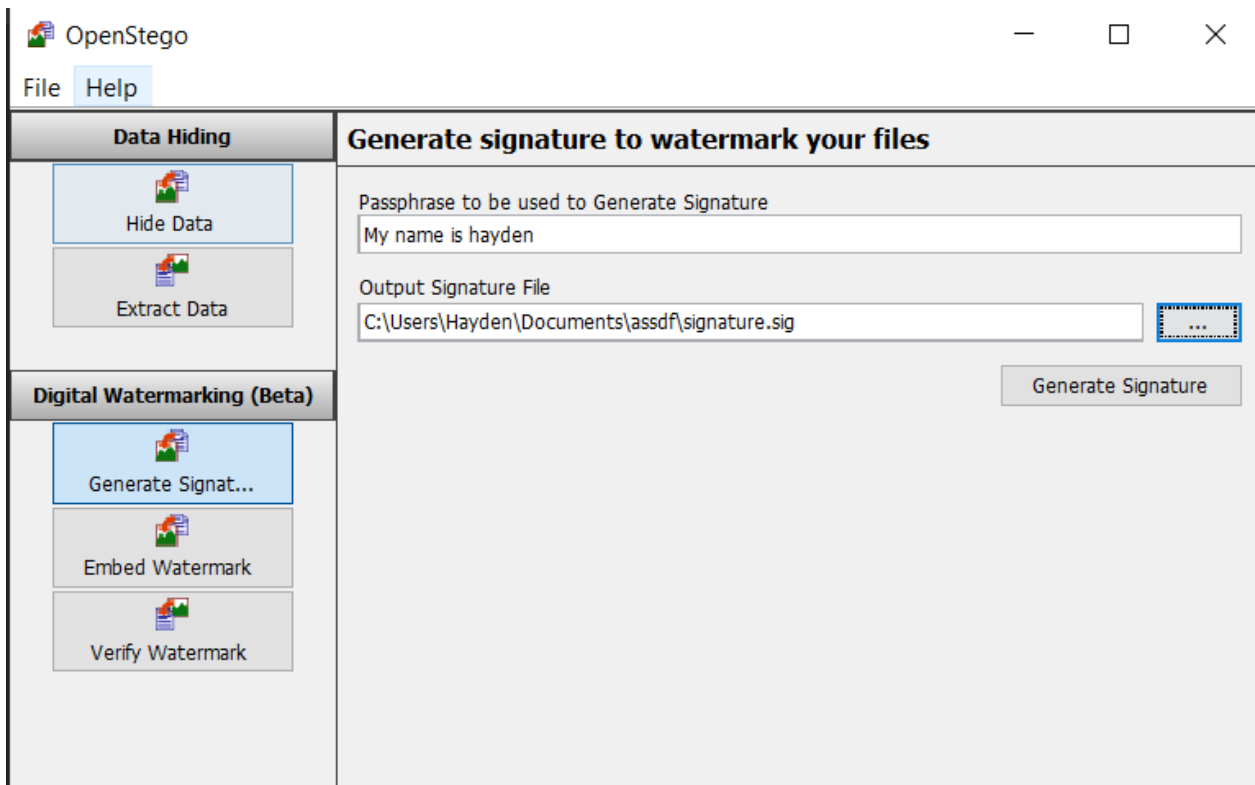 OpenStego
File Help
Data Hiding
Hide Data
Extract Data
Digital Watermarking (Beta)
Generate Signat...
Embed Watermark
Verify Watermark
Generate signature to watermark your files
Passphrase to be used to Generate Signature
My name is hayden
Output Signature File
C:\Users\Hayden\Documents\assdf\signature.sig
...
Generate Signature